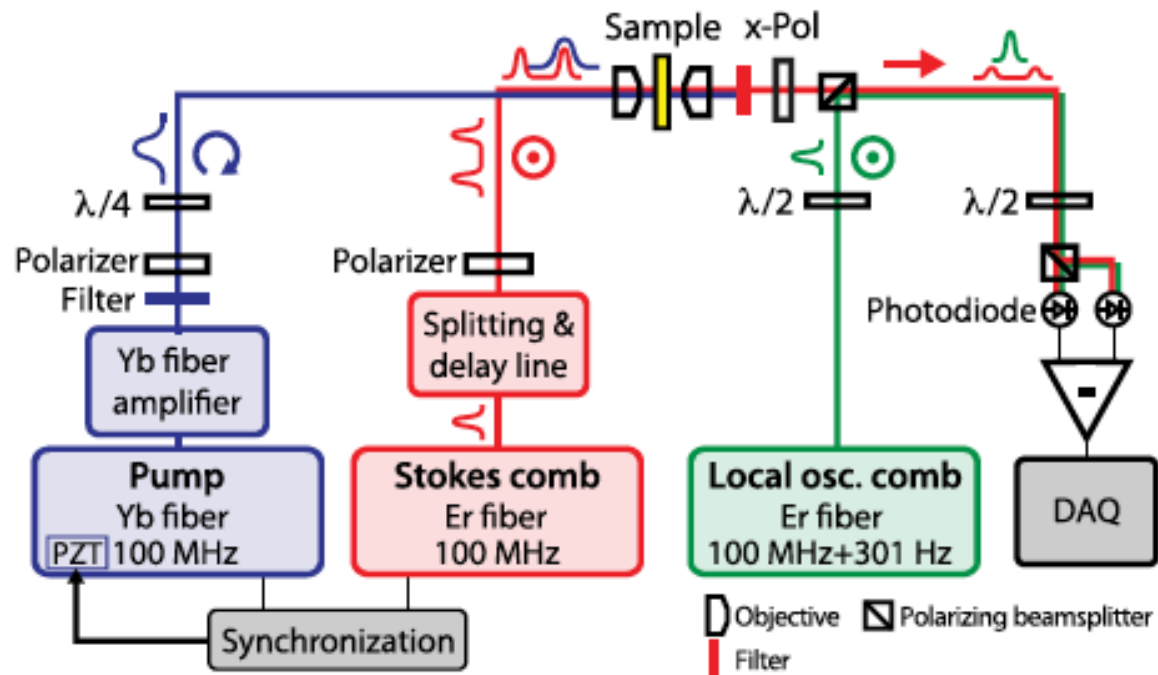 Sample
x-Pol
λ/4
λ/2
λ/2
Polarizer
Polarizer
Filter
Photodiode
Splitting &
delay line
Yb fiber
amplifier
Pump
Yb fiber
PZT 100 MHz
Stokes comb
Er fiber
100 MHz
Local osc. comb
Er fiber
100 MHz+301 Hz
-
DAQ
Synchronization
Objective
Polarizing beamsplitter
Filter